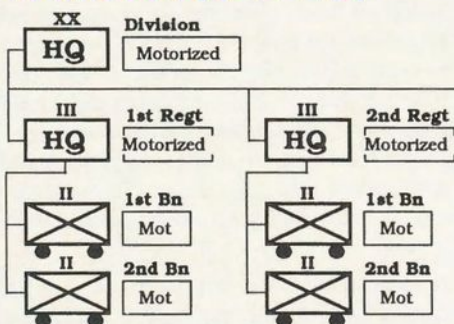 XX Division
HQ Motorized
III 1st Regt III 2nd Regt
HQ Motorized HQ Motorized
II 1st Bn II 1st Bn
Mot Mot
II 2nd Bn II 2nd Bn
Mot Mot